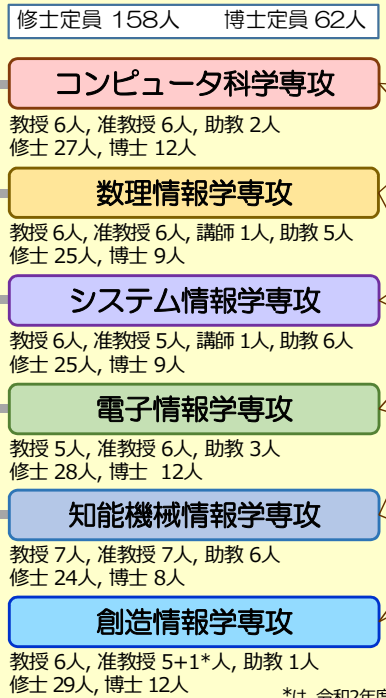 修士定員 158人 博士定員 62人
コンピュータ科学専攻
教授 6人, 准教授 6人, 助教 2人
修士 27人, 博士 12人
数理情報学専攻
教授 6人, 准教授 6人, 講師 1人, 助教 5人
修士 25人, 博士 9人
システム情報学専攻
教授 6人, 准教授 5人, 講師 1人, 助教 6人
修士 25人, 博士 9人
電子情報学専攻
教授 5人, 准教授 6人, 助教 3人
修士 28人, 博士 12人
知能機械情報学専攻
教授 7人, 准教授 7人, 助教 6人
修士 24人, 博士 8人
創造情報学専攻
教授 6人, 准教授 5+1*人, 助教 1人
修士 29人, 博士 12人
*は 令和2年度